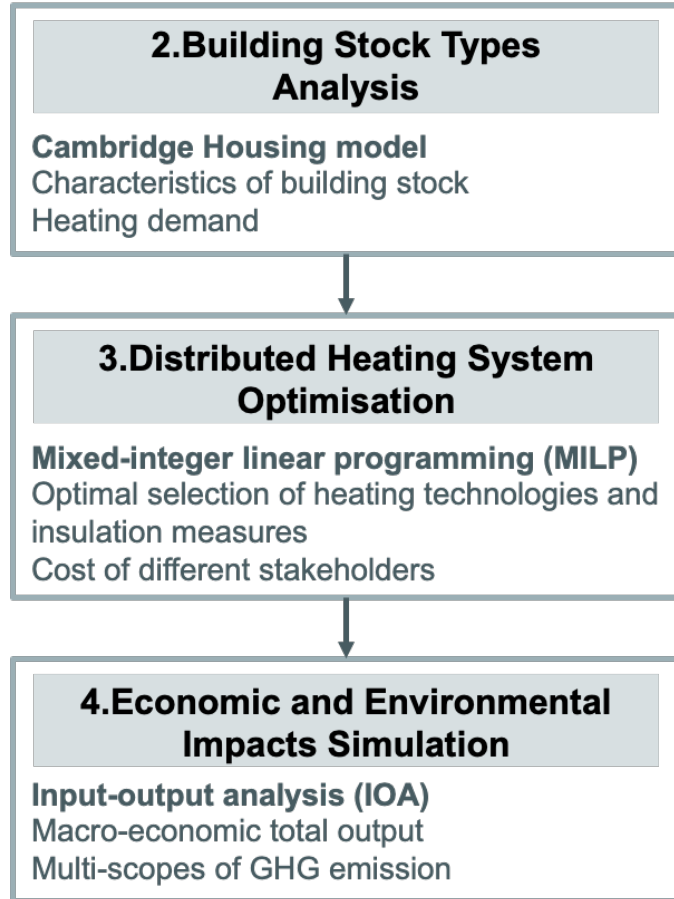 2.Building Stock Types
Analysis
Cambridge Housing model
Characteristics of building stock
Heating demand
3.Distributed Heating System
Optimisation
Mixed-integer linear programming (MILP)
Optimal selection of heating technologies and
insulation measures
Cost of different stakeholders
4.Economic and Environmental
Impacts Simulation
Input-output analysis (IOA)
Macro-economic total output
Multi-scopes of GHG emission